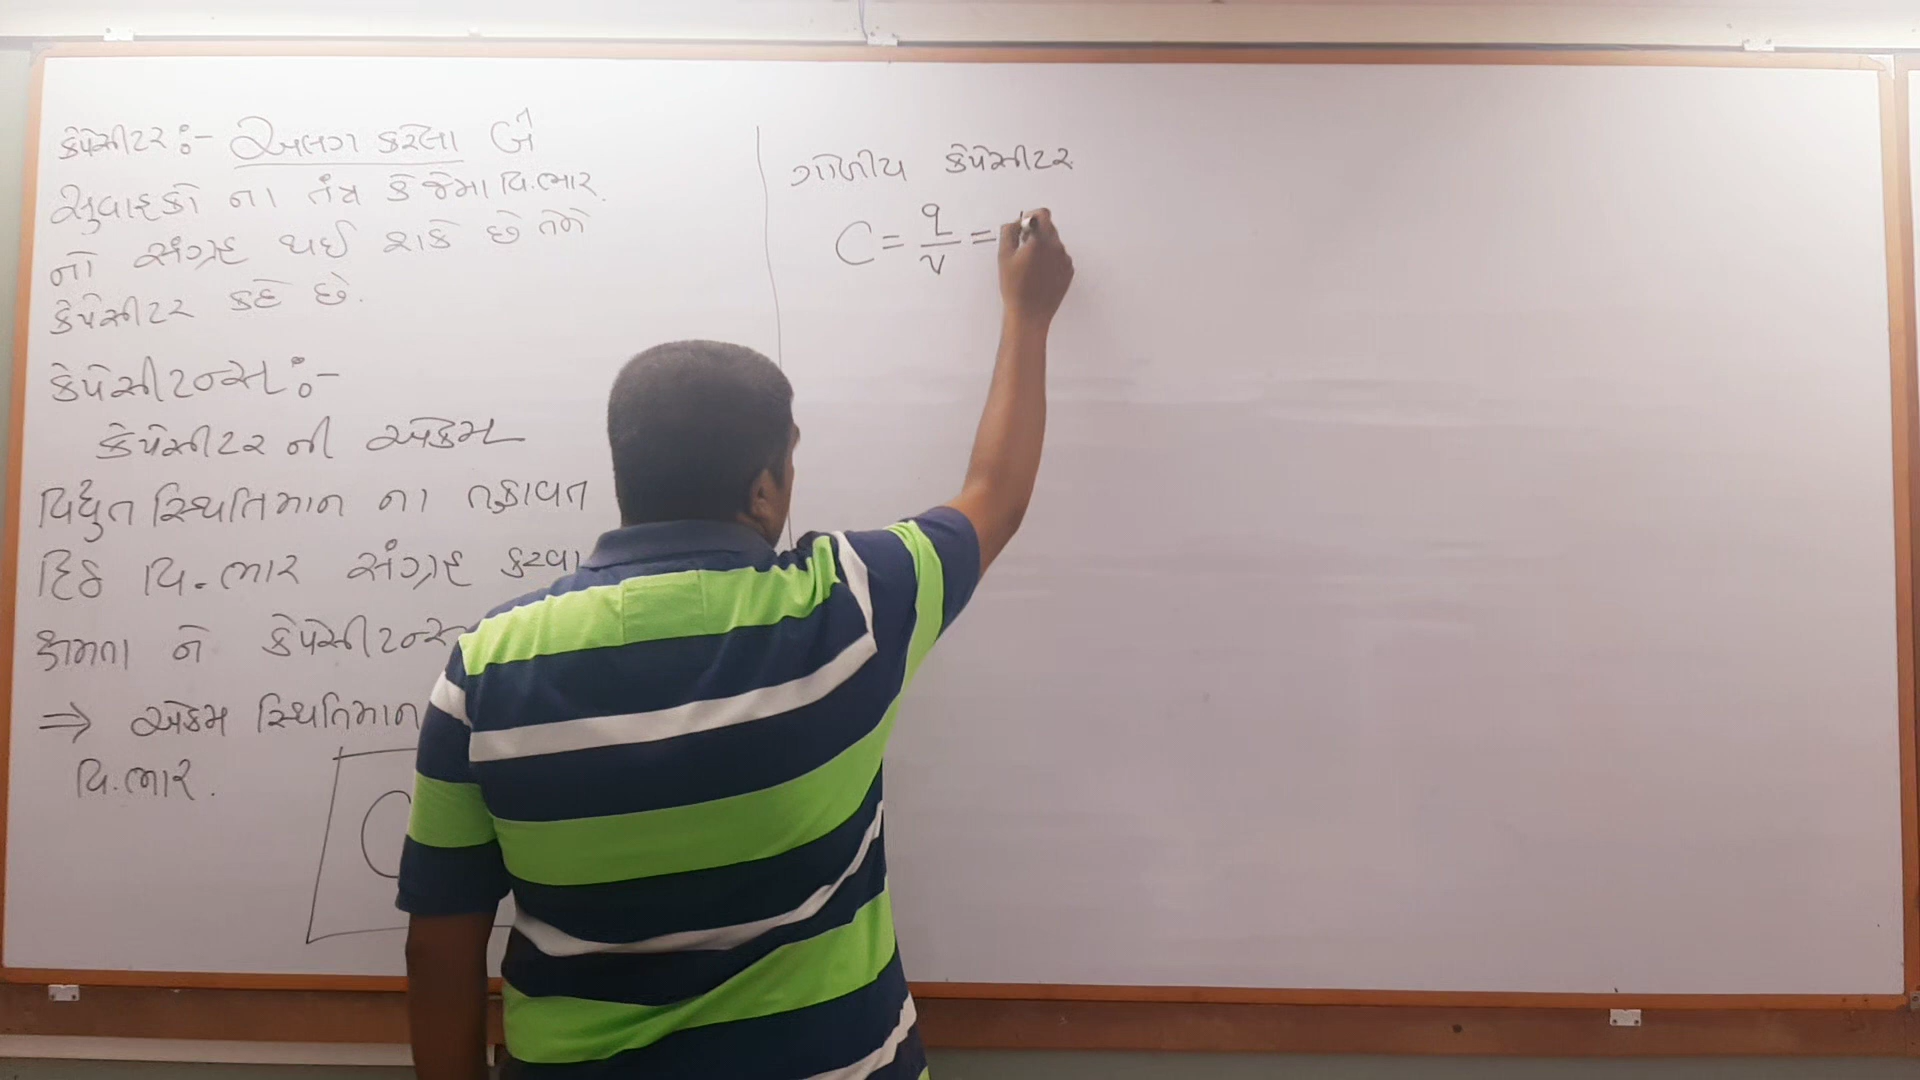 કેપેસીટર :- અલગ કરેલા બે
સુવાહકો ના તંત્ર કે જેમા વિ.ભાર
નો સંગ્રહ થઈ શકે છે તેને
કેપેસીટર કહે છે.
કેપેસીટન્સ :-
કેપેસીટર ની એકમ
વિદ્યુત સ્થિતિમાન ના તફાવત
દિઠ વિ.ભાર સંગ્રહ કરવા
ક્ષમતા ને કેપેસીટન્સ
⇒ એકમ સ્થિતિમાન
વિ.ભાર.
C
ગોળીય કેપેસીટર
C = q/v =